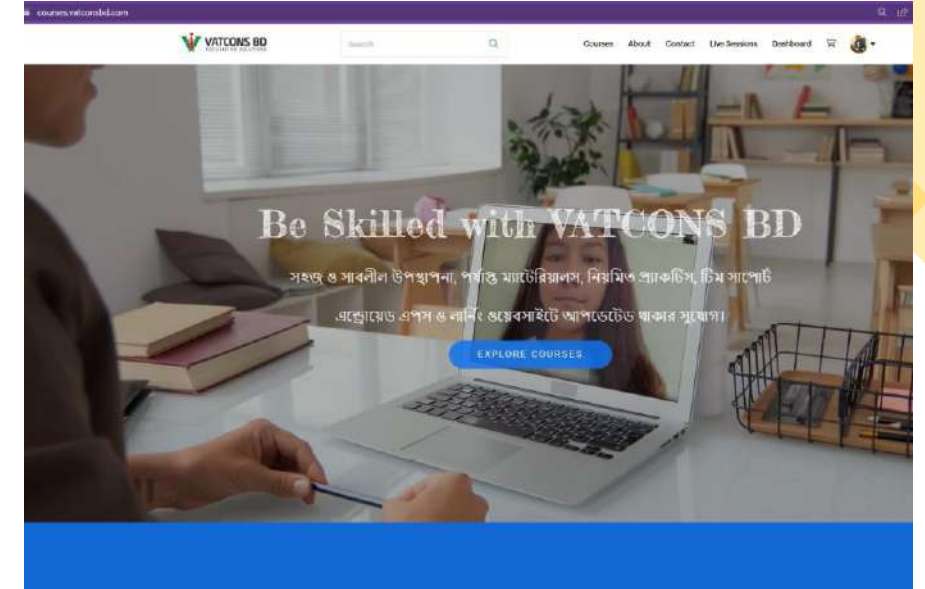 courses.vatconsbd.com
VATCONS BD
Search
Courses About Contact Live Sessions Dashboard
Be Skilled with VATCONS BD
সহজ ও সাবলীল উপস্থাপনা, পর্যাপ্ত ম্যাটেরিয়ালস, নিয়মিত প্র্যাকটিস, টিম সাপোর্ট
এন্ড্রোয়েড এপস ও লার্নিং ওয়েবসাইটে আপডেটেড থাকার সুযোগ।
EXPLORE COURSES